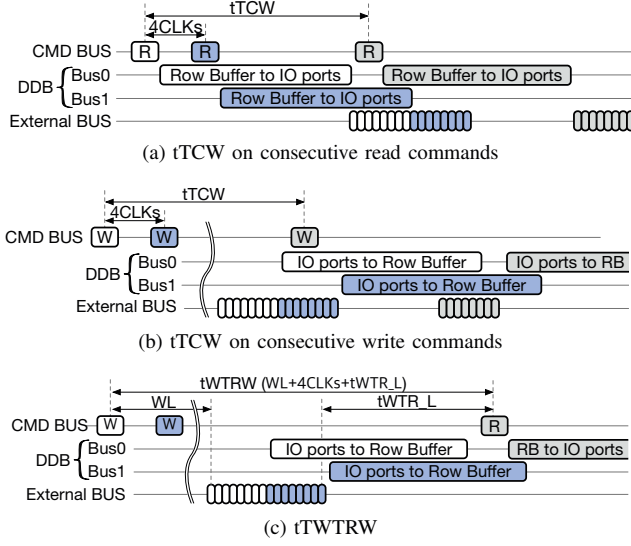 tTCW
4CLKs
CMD BUS R R R
DDB Bus0 Row Buffer to IO ports Row Buffer to IO ports
Bus1 Row Buffer to IO ports
External BUS
(a) tTCW on consecutive read commands
tTCW
4CLKs
CMD BUS W W W
DDB Bus0 IO ports to Row Buffer IO ports to RB
Bus1 IO ports to Row Buffer
External BUS
(b) tTCW on consecutive write commands
tWTRW (WL+4CLKs+tWTR_L)
WL tWTR_L
CMD BUS W W R
DDB Bus0 IO ports to Row Buffer RB to IO ports
Bus1 IO ports to Row Buffer
External BUS
(c) tTWTRW